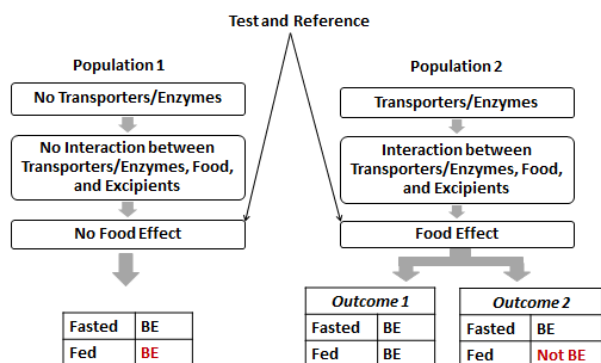 Test and Reference
Population 1
No Transporters/Enzymes
No Interaction between
Transporters/Enzymes, Food,
and Excipients
No Food Effect
Fasted BE
Fed BE
Population 2
Transporters/Enzymes
Interaction between
Transporters/Enzymes, Food,
and Excipients
Food Effect
Outcome 1
Fasted BE
Fed BE
Outcome 2
Fasted BE
Fed Not BE